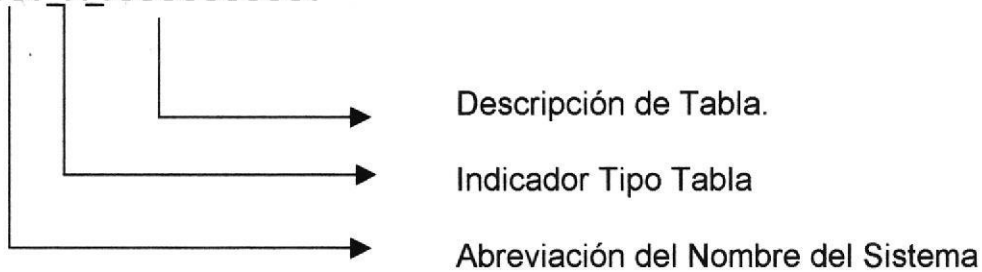 Descripción de Tabla.
Indicador Tipo Tabla
Abreviación del Nombre del Sistema